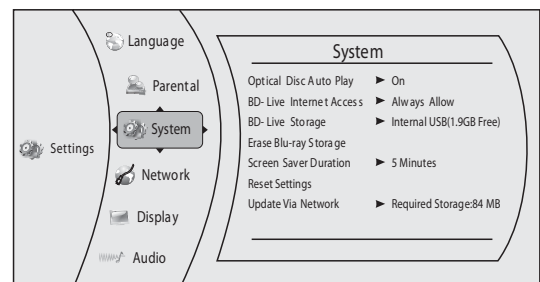 Settings
Language
Parental
System
Network
Display
Audio
System
Optical Disc Auto Play ► On
BD- Live Internet Access ► Always Allow
BD- Live Storage ► Internal USB(1.9GB Free)
Erase Blu-ray Storage
Screen Saver Duration ► 5 Minutes
Reset Settings
Update Via Network ► Required Storage:84 MB